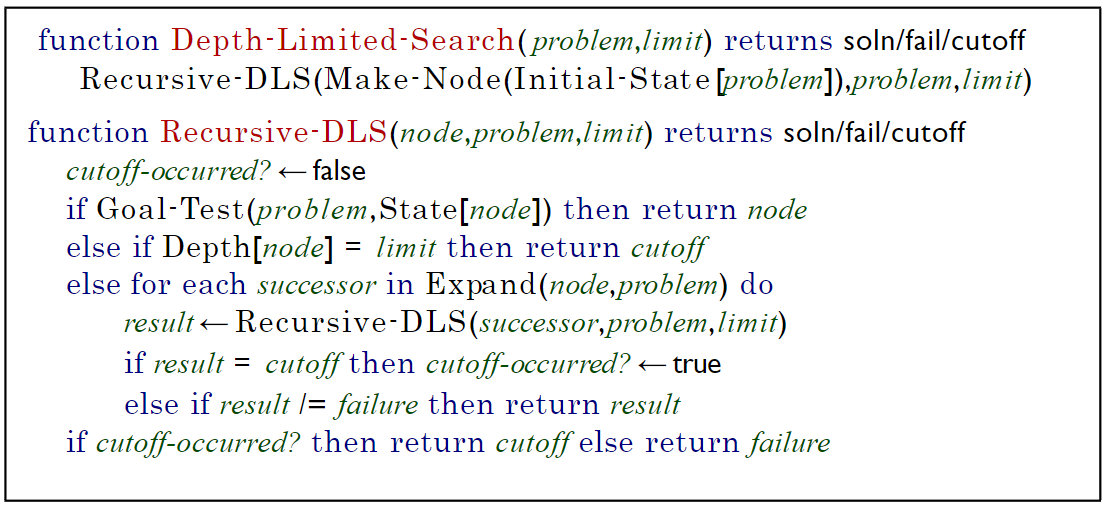 function Depth-Limited-Search(problem,limit) returns soln/fail/cutoff
Recursive-DLS(Make-Node(Initial-State[problem]),problem,limit)
function Recursive-DLS(node,problem,limit) returns soln/fail/cutoff
cutoff-occurred? ← false
if Goal-Test(problem,State[node]) then return node
else if Depth[node] = limit then return cutoff
else for each successor in Expand(node,problem) do
result ← Recursive-DLS(successor,problem,limit)
if result = cutoff then cutoff-occurred? ← true
else if result /= failure then return result
if cutoff-occurred? then return cutoff else return failure